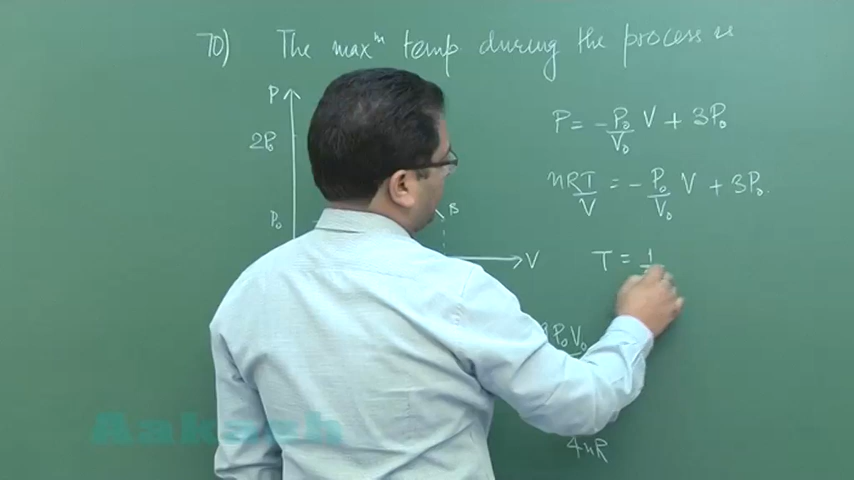 70) The maxᵐ temp during the process is
P
2P₀
P₀
B
V
P = -P₀/V₀ V + 3P₀
nRT/V = -P₀/V₀ V + 3P₀.
T = 1
P₀V₀
4nR
Aakash